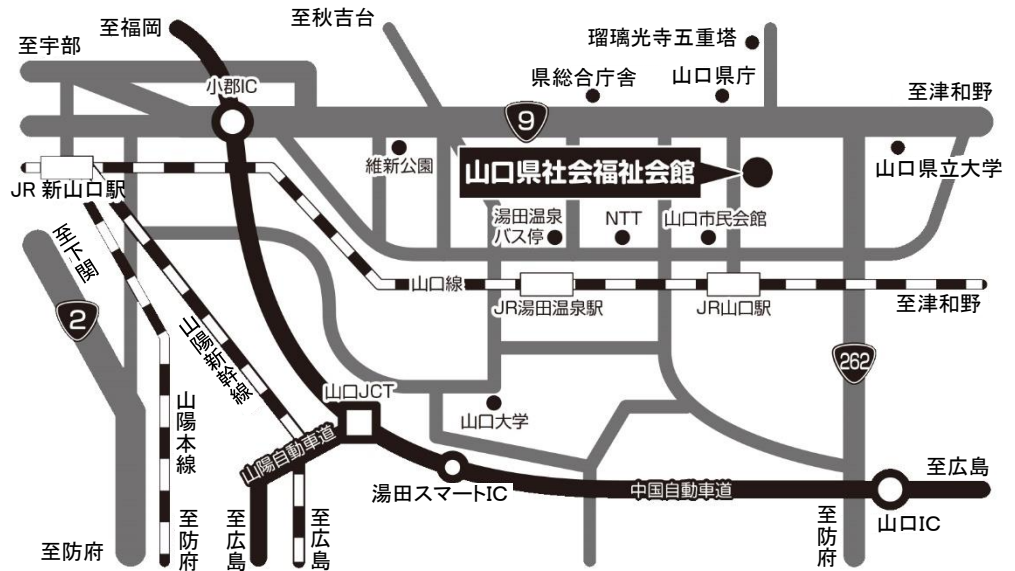 至福岡
至秋吉台
瑠璃光寺五重塔
至宇部
小郡IC
県総合庁舎
山口県庁
至津和野
9
維新公園
山口県社会福祉会館
山口県立大学
JR 新山口駅
湯田温泉
バス停
NTT
山口市民会館
至下関
山口線
JR湯田温泉駅
JR山口駅
至津和野
2
山陽新幹線
262
山口JCT
山陽本線
山口大学
山陽自動車道
湯田スマートIC
中国自動車道
至広島
山口IC
至防府
至防府
至広島
至広島
至防府